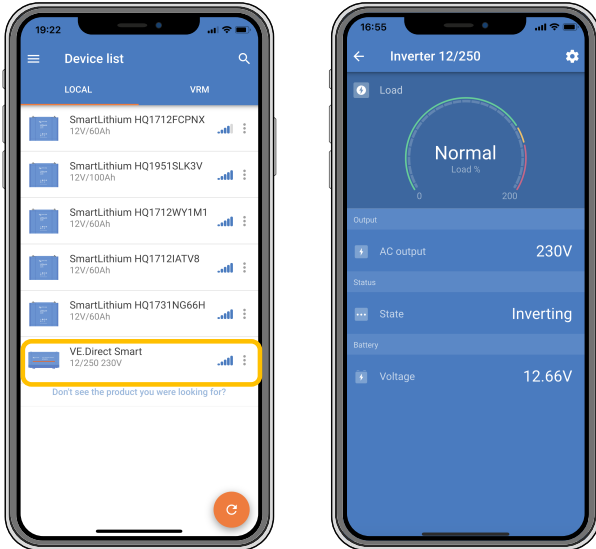 19:22
Device list
LOCAL VRM
SmartLithium HQ1712FCPNX
12V/60Ah
SmartLithium HQ1951SLK3V
12V/100Ah
SmartLithium HQ1712WY1M1
12V/60Ah
SmartLithium HQ1712IATV8
12V/60Ah
SmartLithium HQ1731NG66H
12V/60Ah
VE.Direct Smart
12/250 230V
Don't see the product you were looking for?
16:55
Inverter 12/250
Load
Normal
Load %
0 200
Output
AC output 230V
Status
State Inverting
Battery
Voltage 12.66V